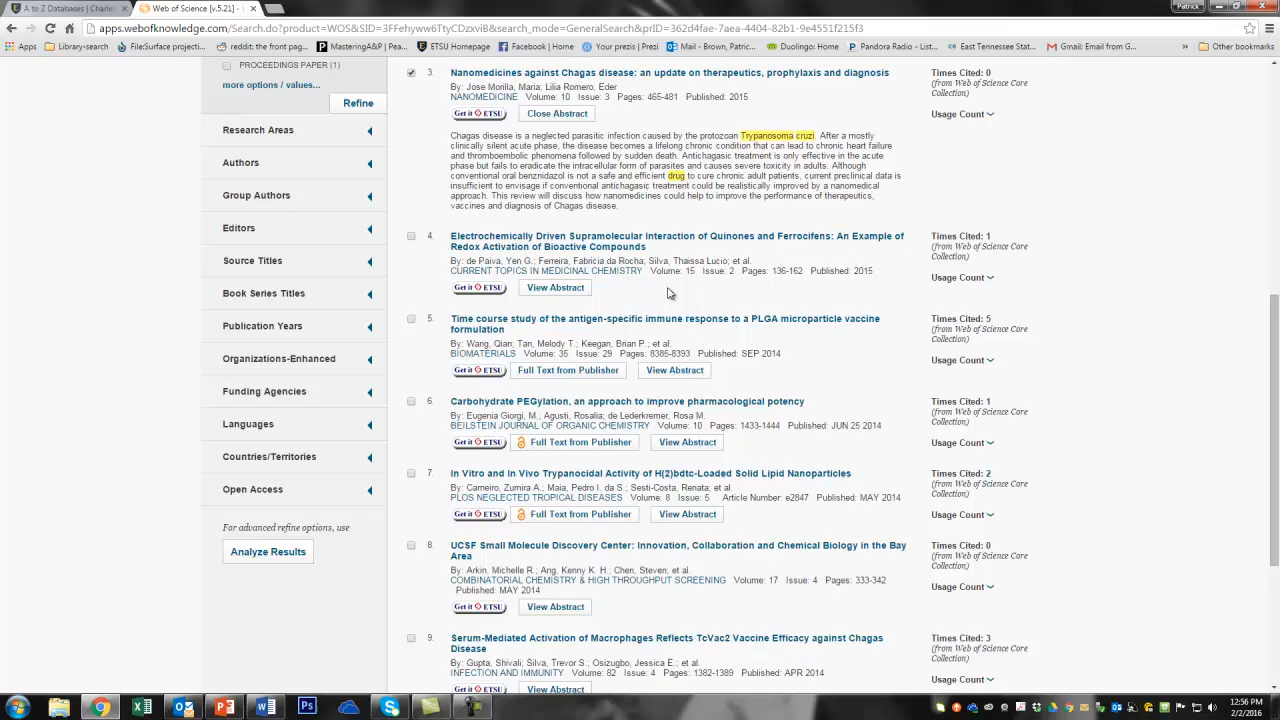 A to Z Databases | Charles
Web of Science [v.5.21] -
Patrick
apps.webofknowledge.com/Search.do?product=WOS&SID=3FFehyww6TtyCDzxviB&search_mode=GeneralSearch&prID=362d4fae-7aea-4404-82b1-9e4551f215f3
Apps
Library-search
FileSurface projecti...
reddit: the front pag...
MasteringA&P | Pea...
ETSU Homepage
Facebook | Home
Your prezis | Prezi
Mail - Brown, Patric...
Duolingo: Home
Pandora Radio - Lis...
East Tennessee Stat...
Gmail: Email from G...
»
Other bookmarks
PROCEEDINGS PAPER (1)
more options / values...
Refine
Research Areas
Authors
Group Authors
Editors
Source Titles
Book Series Titles
Publication Years
Organizations-Enhanced
Funding Agencies
Languages
Countries/Territories
Open Access
For advanced refine options, use
Analyze Results
3. Nanomedicines against Chagas disease: an update on therapeutics, prophylaxis and diagnosis
By: Jose Morilla, Maria; Lilia Romero, Eder
NANOMEDICINE Volume: 10 Issue: 3 Pages: 465-481 Published: 2015
Get it ETSU Close Abstract
Chagas disease is a neglected parasitic infection caused by the protozoan Trypanosoma cruzi. After a mostly
clinically silent acute phase, the disease becomes a lifelong chronic condition that can lead to chronic heart failure
and thromboembolic phenomena followed by sudden death. Antichagasic treatment is only effective in the acute
phase but fails to eradicate the intracellular form of parasites and causes severe toxicity in adults. Although
conventional oral benznidazol is not a safe and efficient drug to cure chronic adult patients, current preclinical data is
insufficient to envisage if conventional antichagasic treatment could be realistically improved by a nanomedical
approach. This review will discuss how nanomedicines could help to improve the performance of therapeutics,
vaccines and diagnosis of Chagas disease.
Times Cited: 0
(from Web of Science Core
Collection)
Usage Count
4. Electrochemically Driven Supramolecular Interaction of Quinones and Ferrocifens: An Example of
Redox Activation of Bioactive Compounds
By: de Paiva, Yen G.; Ferreira, Fabricia da Rocha; Silva, Thaissa Lucio; et al.
CURRENT TOPICS IN MEDICINAL CHEMISTRY Volume: 15 Issue: 2 Pages: 136-162 Published: 2015
Get it ETSU View Abstract
Times Cited: 1
(from Web of Science Core
Collection)
Usage Count
5. Time course study of the antigen-specific immune response to a PLGA microparticle vaccine
formulation
By: Wang, Qian; Tan, Melody T.; Keegan, Brian P.; et al.
BIOMATERIALS Volume: 35 Issue: 29 Pages: 8385-8393 Published: SEP 2014
Get it ETSU Full Text from Publisher View Abstract
Times Cited: 5
(from Web of Science Core
Collection)
Usage Count
6. Carbohydrate PEGylation, an approach to improve pharmacological potency
By: Eugenia Giorgi, M.; Agusti, Rosalia; de Lederkremer, Rosa M.
BEILSTEIN JOURNAL OF ORGANIC CHEMISTRY Volume: 10 Pages: 1433-1444 Published: JUN 25 2014
Get it ETSU Full Text from Publisher View Abstract
Times Cited: 1
(from Web of Science Core
Collection)
Usage Count
7. In Vitro and In Vivo Trypanocidal Activity of H(2)bdtc-Loaded Solid Lipid Nanoparticles
By: Carneiro, Zumira A.; Maia, Pedro I. da S.; Sesti-Costa, Renata; et al.
PLOS NEGLECTED TROPICAL DISEASES Volume: 8 Issue: 5 Article Number: e2847 Published: MAY 2014
Get it ETSU Full Text from Publisher View Abstract
Times Cited: 2
(from Web of Science Core
Collection)
Usage Count
8. UCSF Small Molecule Discovery Center: Innovation, Collaboration and Chemical Biology in the Bay
Area
By: Arkin, Michelle R.; Ang, Kenny K. H.; Chen, Steven; et al.
COMBINATORIAL CHEMISTRY & HIGH THROUGHPUT SCREENING Volume: 17 Issue: 4 Pages: 333-342
Published: MAY 2014
Get it ETSU View Abstract
Times Cited: 0
(from Web of Science Core
Collection)
Usage Count
9. Serum-Mediated Activation of Macrophages Reflects TcVac2 Vaccine Efficacy against Chagas
Disease
By: Gupta, Shivali; Silva, Trevor S.; Osizugbo, Jessica E.; et al.
INFECTION AND IMMUNITY Volume: 82 Issue: 4 Pages: 1382-1389 Published: APR 2014
Get it ETSU View Abstract
Times Cited: 3
(from Web of Science Core
Collection)
Usage Count
12:56 PM
2/2/2016